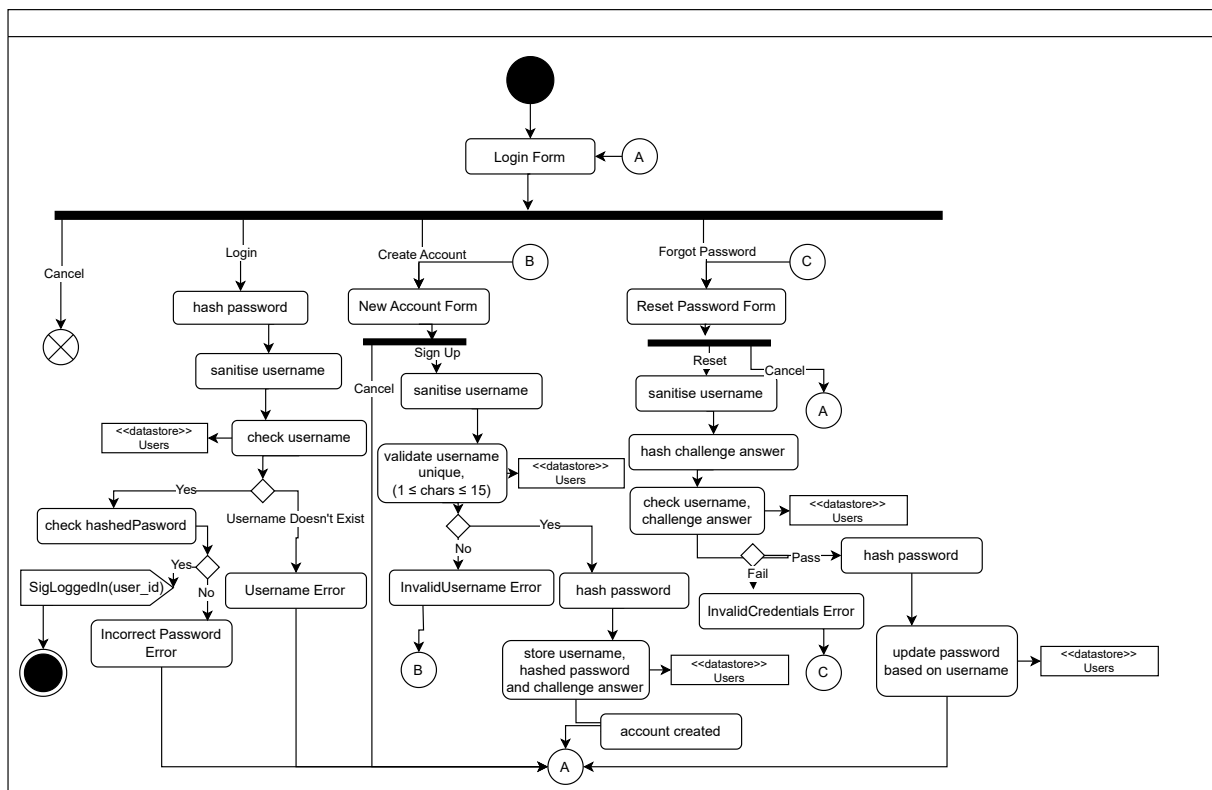 Login Form
A
Cancel
Login
Create Account
B
Forgot Password
C
hash password
New Account Form
Reset Password Form
Sign Up
Cancel
Reset
Cancel
sanitise username
sanitise username
sanitise username
A
<<datastore>>
Users
check username
validate username
unique,
(1 ≤ chars ≤ 15)
<<datastore>>
Users
hash challenge answer
check username,
challenge answer
<<datastore>>
Users
Yes
Username Doesn't Exist
check hashedPasword
Yes
No
SigLoggedIn(user_id)
Username Error
Incorrect Password
Error
Yes
No
InvalidUsername Error
B
hash password
store username,
hashed password
and challenge answer
<<datastore>>
Users
account created
Pass
Fail
hash password
InvalidCredentials Error
C
update password
based on username
<<datastore>>
Users
A